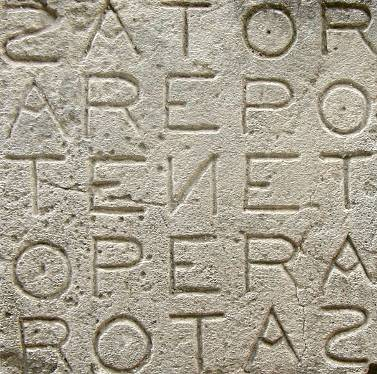 SATOR
AREPO
TENET
OPERA
ROTAS